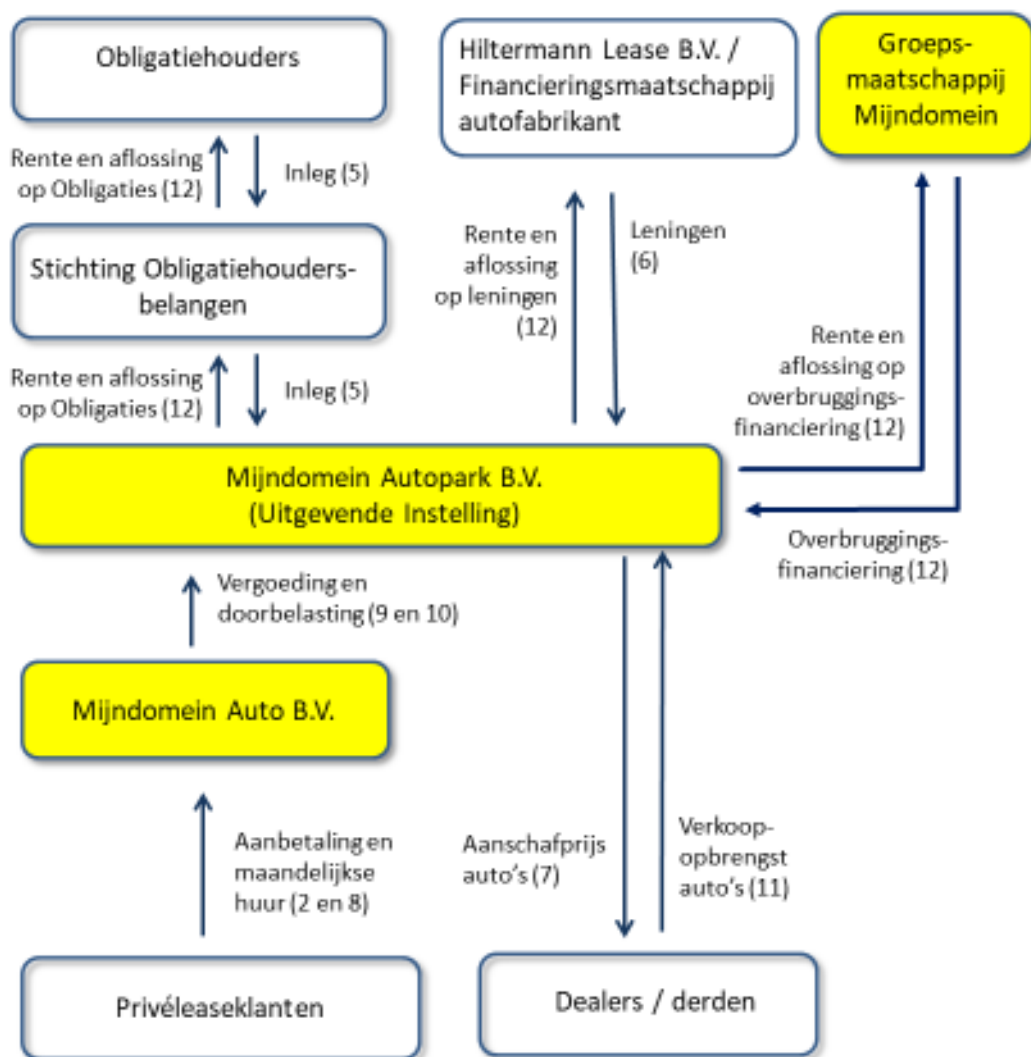 Obligatiehouders
Hiltermann Lease B.V. /
Financieringsmaatschappij
autofabrikant
Groeps-
maatschappij
Mijndomein
Rente en aflossing
op Obligaties (12)
Inleg (5)
Stichting Obligatiehouders-
belangen
Rente en
aflossing
op leningen
(12)
Leningen
(6)
Rente en aflossing
op Obligaties (12)
Inleg (5)
Rente en
aflossing op
overbruggings-
financiering (12)
Mijndomein Autopark B.V.
(Uitgevende Instelling)
Overbruggings-
financiering (12)
Vergoeding en
doorbelasting (9 en 10)
Mijndomein Auto B.V.
Aanbetaling en
maandelijkse
huur (2 en 8)
Aanschafprijs
auto's (7)
Verkoop-
opbrengst
auto's (11)
Privéleaseklanten
Dealers / derden